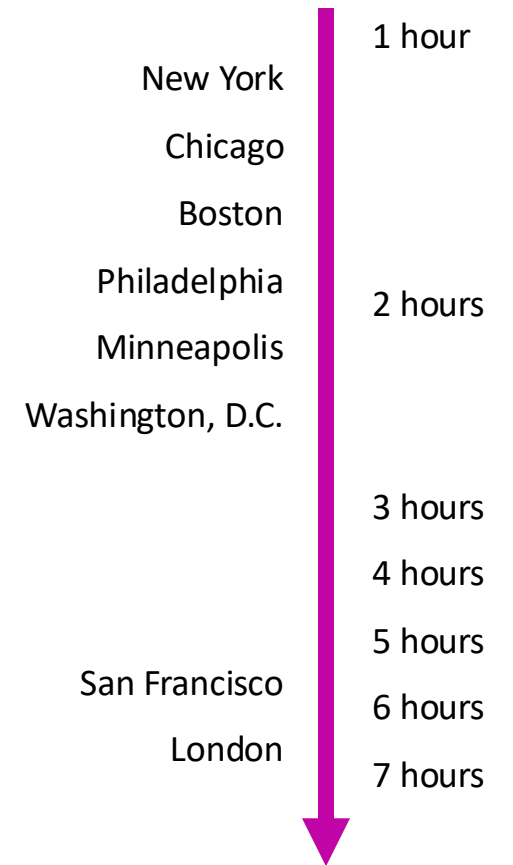 1 hour
New York
Chicago
Boston
Philadelphia
2 hours
Minneapolis
Washington, D.C.
3 hours
4 hours
5 hours
San Francisco
6 hours
London
7 hours